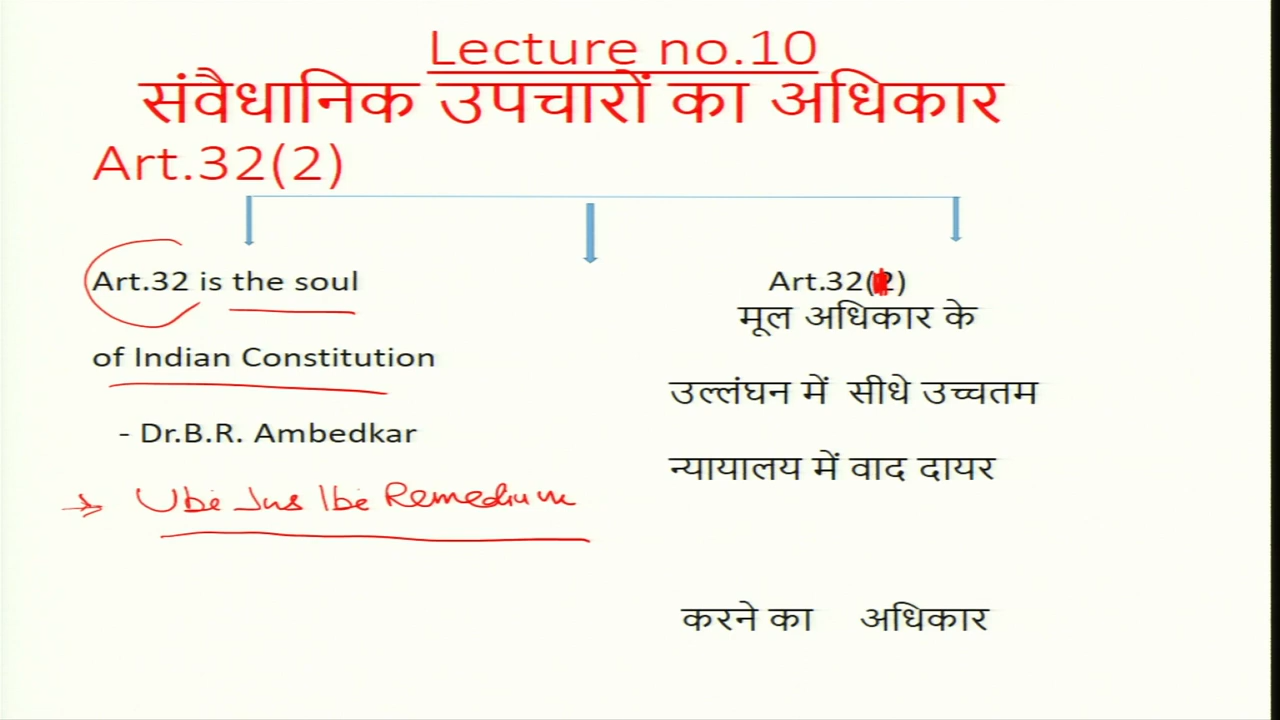 Lecture no.10
संवैधानिक उपचारों का अधिकार
Art.32(2)
Art.32 is the soul
of Indian Constitution
- Dr.B.R. Ambedkar
→ Ubi Jus Ibi Remedium
Art.32()
मूल अधिकार के
उल्लंघन में सीधे उच्चतम
न्यायालय में वाद दायर
करने का अधिकार